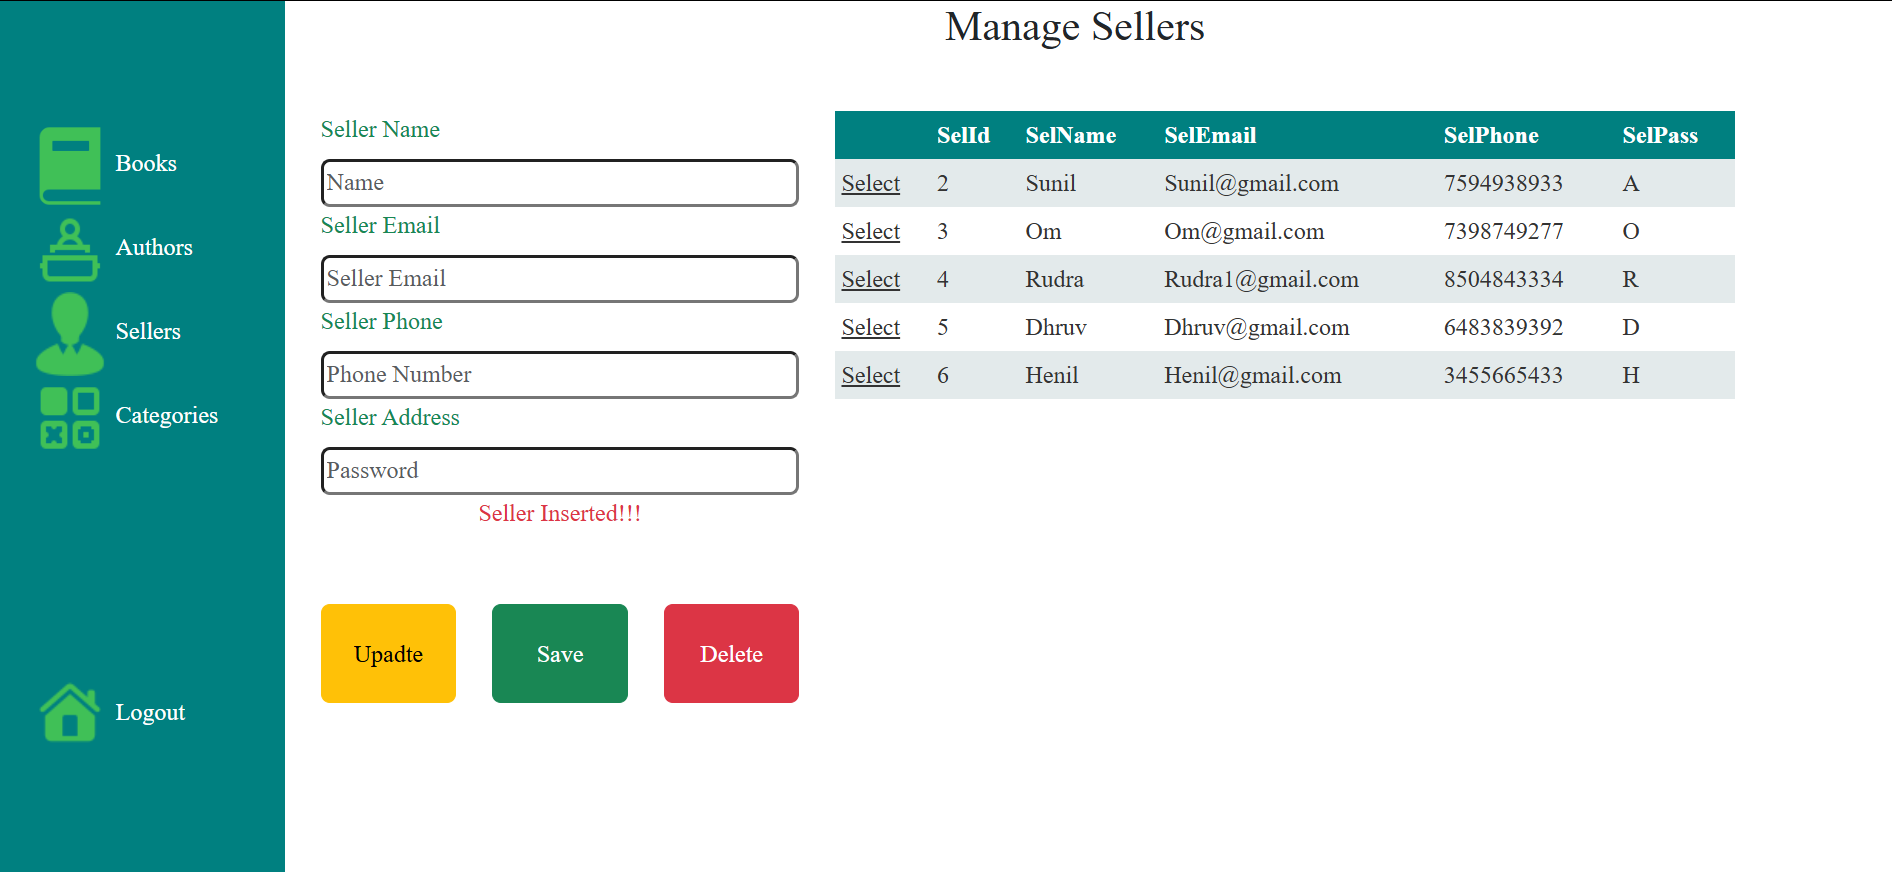 Manage Sellers
Books
Authors
Sellers
Categories
Logout
Seller Name
Name
Seller Email
Seller Email
Seller Phone
Phone Number
Seller Address
Password
Seller Inserted!!!
Upadte Save Delete
SelId SelName SelEmail SelPhone SelPass
Select 2 Sunil Sunil@gmail.com 7594938933 A
Select 3 Om Om@gmail.com 7398749277 O
Select 4 Rudra Rudra1@gmail.com 8504843334 R
Select 5 Dhruv Dhruv@gmail.com 6483839392 D
Select 6 Henil Henil@gmail.com 3455665433 H